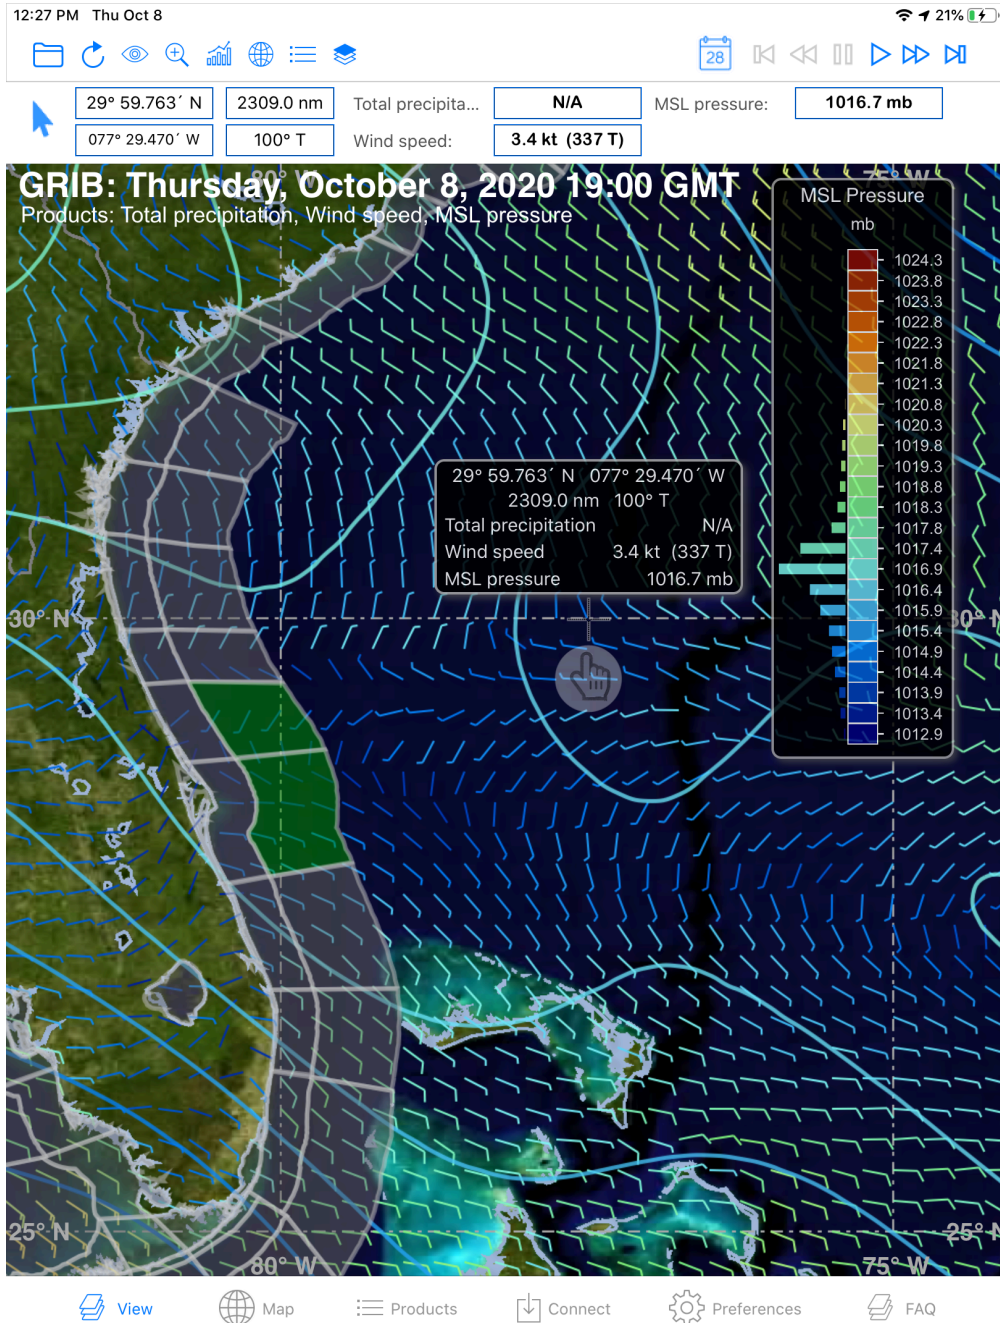 12:27 PM Thu Oct 8 21%
28
29° 59.763´ N 2309.0 nm Total precipita... N/A MSL pressure: 1016.7 mb
077° 29.470´ W 100° T Wind speed: 3.4 kt (337 T)
80° W 75° W
GRIB: Thursday, October 8, 2020 19:00 GMT
Products: Total precipitation, Wind speed, MSL pressure
MSL Pressure
mb
1024.3
1023.8
1023.3
1022.8
1022.3
1021.8
1021.3
1020.8
1020.3
1019.8
1019.3
1018.8
1018.3
1017.8
1017.4
1016.9
1016.4
1015.9
1015.4
1014.9
1014.4
1013.9
1013.4
1012.9
29° 59.763´ N 077° 29.470´ W
2309.0 nm 100° T
Total precipitation N/A
Wind speed 3.4 kt (337 T)
MSL pressure 1016.7 mb
30° N 30° N
25° N 25° N
80° W 75° W
View Map Products Connect Preferences FAQ